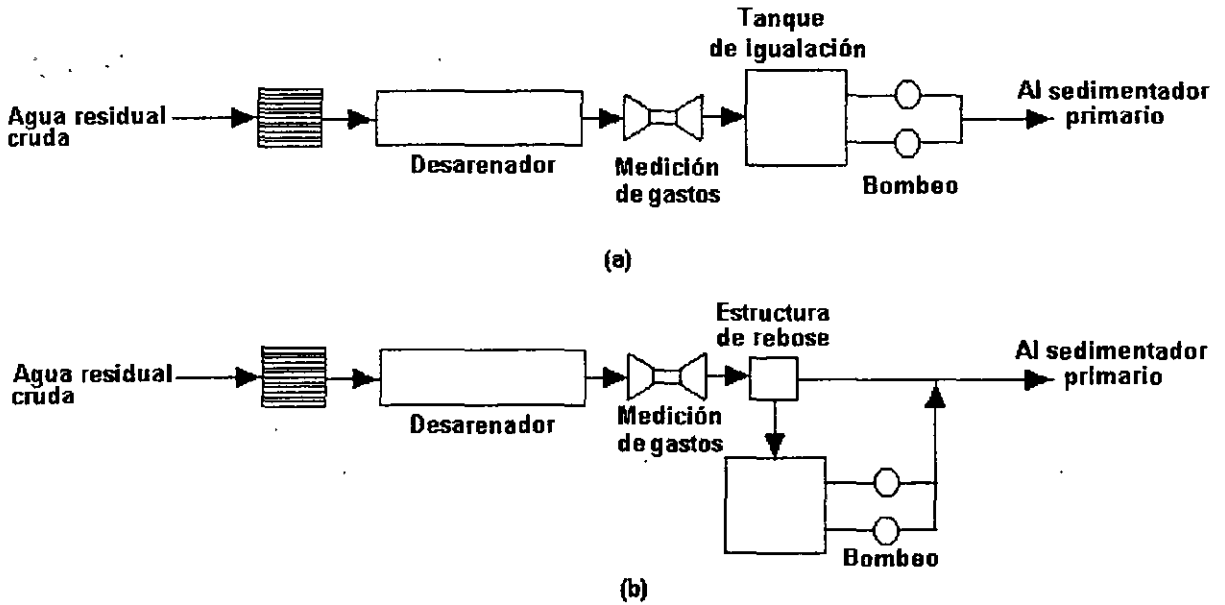 Tanque
de igualación
Agua residual
cruda
Desarenador
Medición
de gastos
Bombeo
Al sedimentador
primario
(a)
Estructura
de rebose
Agua residual
cruda
Desarenador
Medición
de gastos
Bombeo
Al sedimentador
primario
(b)